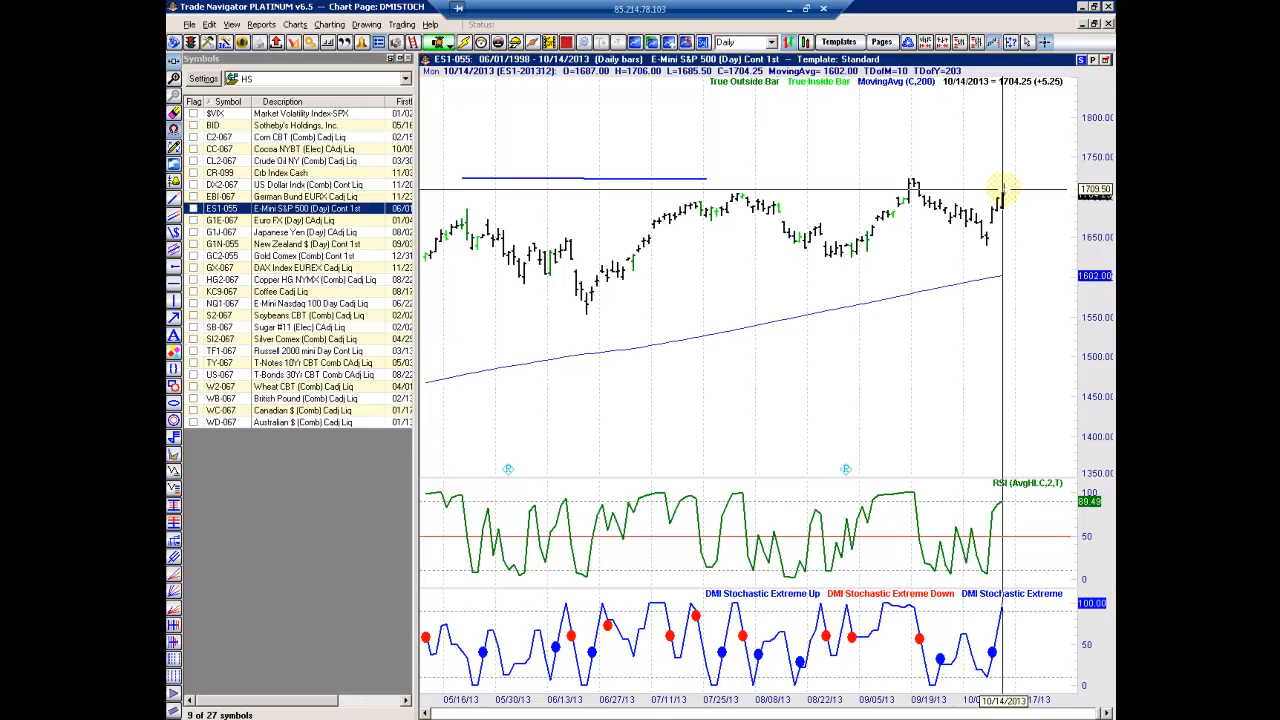 Trade Navigator PLATINUM v6.5 -- Chart Page: DMISTOCH
85.214.78.103
File Edit View Reports Charts Charting Drawing Trading Help Status:
Daily Templates Pages
Symbols
Settings HS
Flag Symbol Description First
$VIX Market Volatility Index-SPX 01/02
BID Sotheby's Holdings, Inc. 05/16
C2-067 Corn CBT (Comb) CAdj Liq 02/15
CC-067 Cocoa NYBT (Elec) CAdj Liq 10/05
CL2-067 Crude Oil NY (Comb) CAdj Liq 03/30
CR-099 Crb Index Cash 11/03
DX2-067 US Dollar Indx (Comb) Cont Liq 11/20
EBI-067 German Bund EURX CAdj Liq 11/23
ES1-055 E-Mini S&P 500 (Day) Cont 1st 06/01
G1E-067 Euro FX (Day) CAdj Liq 01/04
G1J-067 Japanese Yen (Day) CAdj Liq 08/02
G1N-055 New Zealand $ (Day) Cont 1st 09/03
GC2-055 Gold Comex (Comb) Cont 1st 12/31
GX-067 DAX Index EUREX CAdj Liq 11/23
HG2-067 Copper HG NYMX (Comb) CAdj Liq
KC3-067 Coffee CAdj Liq 08/17
NQ1-067 E-Mini Nasdaq 100 Day CAdj Liq 06/22
S2-067 Soybeans CBT (Comb) CAdj Liq 02/02
SB-067 Sugar #11 (Elec) CAdj Liq 02/02
SI2-067 Silver Comex (Comb) CAdj Liq 04/29
TF1-067 Russell 2000 mini Day Cont Liq 03/13
TY-067 T-Notes 10Yr CBT CAdj Liq 05/03
US-067 T-Bonds 30Yr CBT CAdj Liq 08/22
W2-067 Wheat CBT (Comb) CAdj Liq 04/01
WB-067 British Pound (Comb) CAdj Liq 02/13
WC-067 Canadian $ (Comb) CAdj Liq 01/17
WD-067 Australian $ (Comb) CAdj Liq 01/13
9 of 27 symbols
ES1-055: 06/01/1998 - 10/14/2013 (Daily bars) E-Mini S&P 500 (Day) Cont 1st -- Template: Standard
S P
Mon 10/14/2013 (ES1-201312) O=1687.00 H=1706.00 L=1685.50 C=1704.25 MovingAvg= 1602.00 TDofM=10 TDofY=203
True Outside Bar True Inside Bar MovingAvg (C,200) 10/14/2013 = 1704.25 (+5.25)
1800.00
1750.00
1709.50
1650.00
1602.00
1550.00
1500.00
1450.00
1400.00
1350.00
R R
RSI (AvgHLC,2,T)
100
89.49
50
0
DMI Stochastic Extreme Up DMI Stochastic Extreme Down DMI Stochastic Extreme
100.00
50
0
05/16/13 05/30/13 06/13/13 06/27/13 07/11/13 07/25/13 08/08/13 08/22/13 09/05/13 09/19/13 10/14/2013 17/13